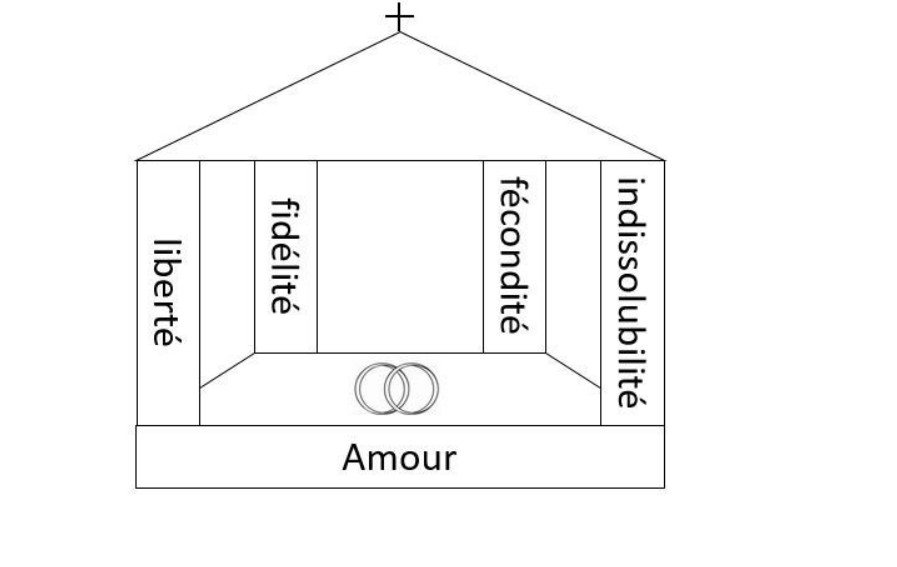 liberté
fidélité
fécondité
indissolubilité
Amour